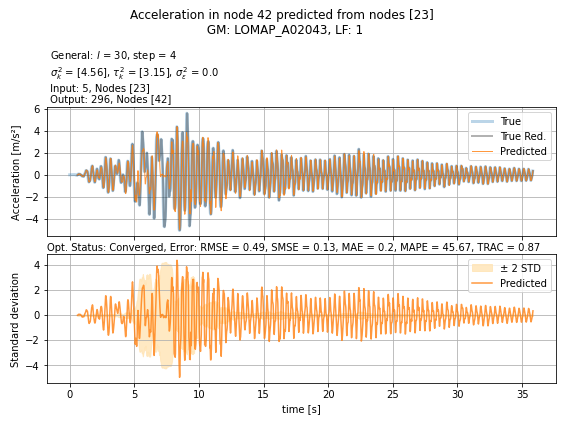 Acceleration in node 42 predicted from nodes [23]
GM: LOMAP_A02043, LF: 1
General: l = 30, step = 4
σ²ₖ = [4.56], τ²ₖ = [3.15], σ²ε = 0.0
Input: 5, Nodes [23]
Output: 296, Nodes [42]
Acceleration [m/s²]
6
4
2
0
−2
−4
True
True Red.
Predicted
Opt. Status: Converged, Error: RMSE = 0.49, SMSE = 0.13, MAE = 0.2, MAPE = 45.67, TRAC = 0.87
Standard deviation
4
2
0
−2
−4
± 2 STD
Predicted
0 5 10 15 20 25 30 35
time [s]